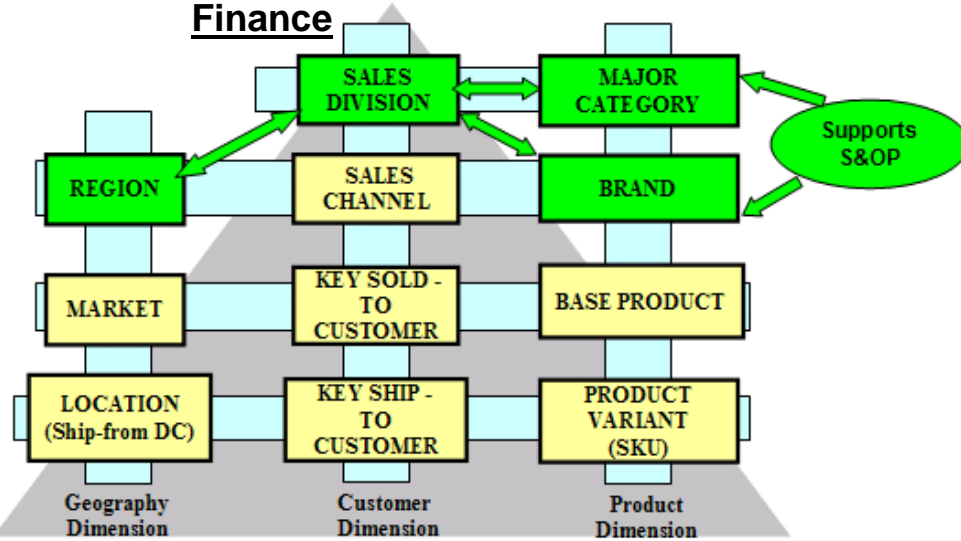 Finance
SALES
DIVISION
MAJOR
CATEGORY
Supports
S&OP
REGION
SALES
CHANNEL
BRAND
MARKET
KEY SOLD -
TO
CUSTOMER
BASE PRODUCT
LOCATION
(Ship-from DC)
KEY SHIP -
TO
CUSTOMER
PRODUCT
VARIANT
(SKU)
Geography
Dimension
Customer
Dimension
Product
Dimension